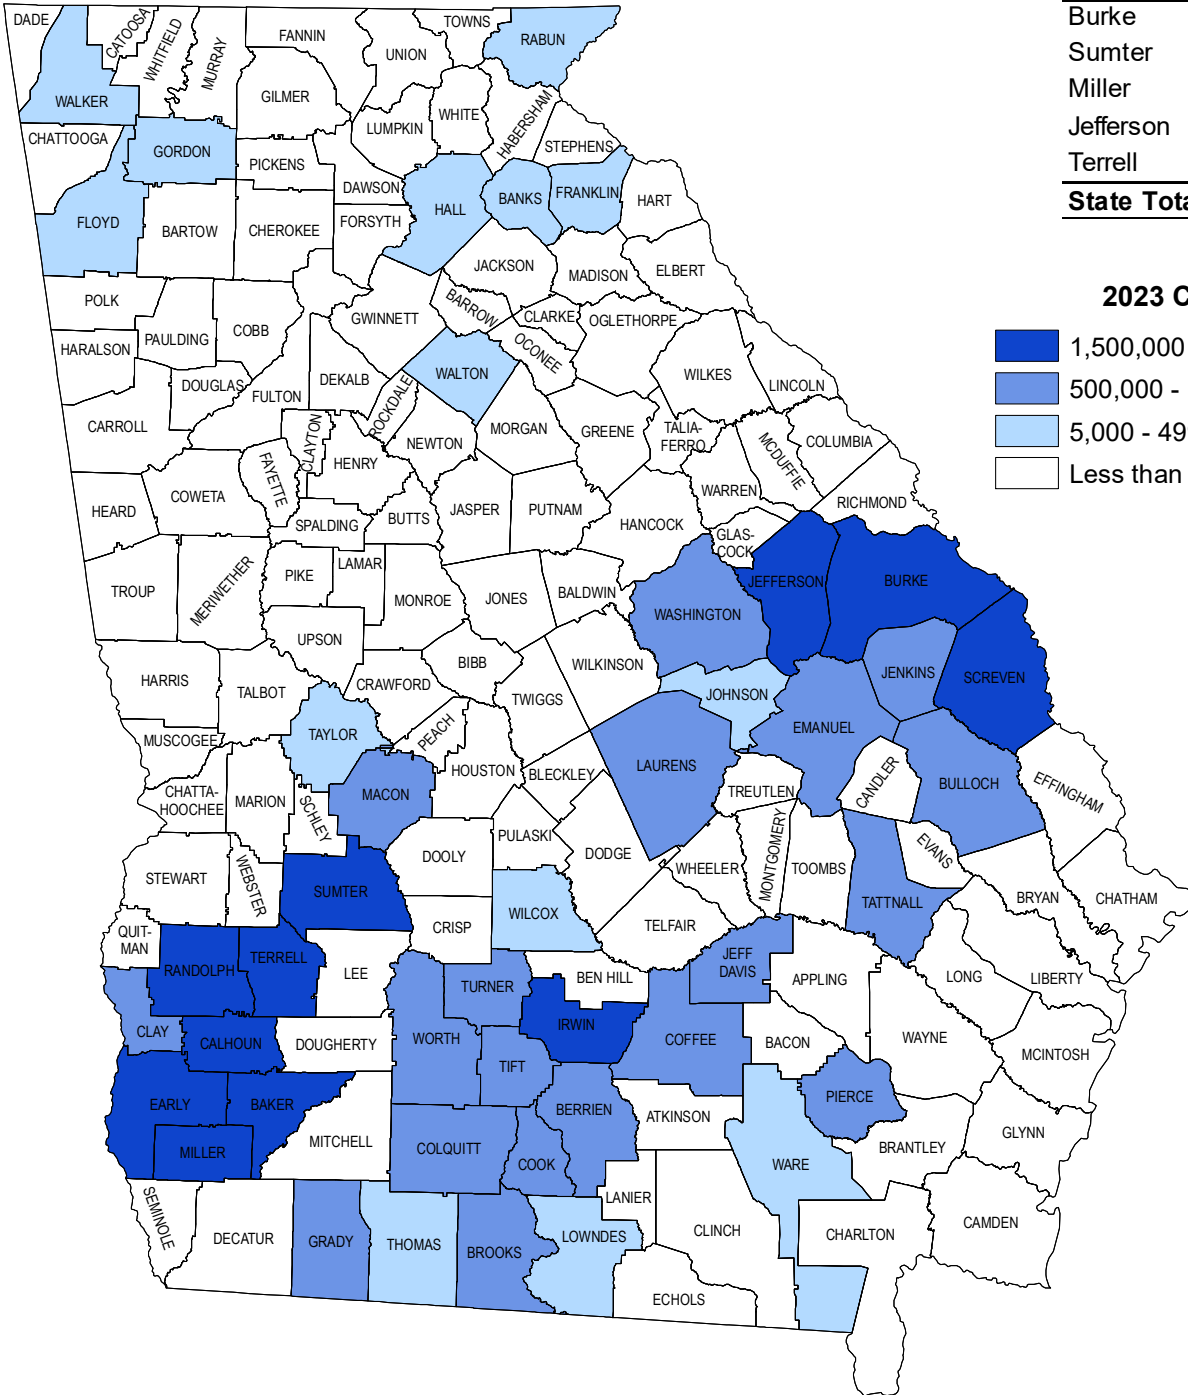 Burke
Sumter
Miller
Jefferson
Terrell
State Tota
2023 C
1,500,000
500,000 -
5,000 - 49
Less than
DADE
CATOOSA
WHITFIELD
MURRAY
FANNIN
TOWNS
UNION
RABUN
WALKER
GILMER
WHITE
HABERSHAM
LUMPKIN
CHATTOOGA
GORDON
PICKENS
STEPHENS
DAWSON
HALL
BANKS
FRANKLIN
HART
FLOYD
BARTOW
CHEROKEE
FORSYTH
JACKSON
MADISON
ELBERT
POLK
BARROW
CLARKE
OGLETHORPE
GWINNETT
PAULDING
COBB
HARALSON
OCONEE
WALTON
WILKES
LINCOLN
DOUGLAS
FULTON
DEKALB
ROCKDALE
CARROLL
CLAYTON
NEWTON
MORGAN
GREENE
TALIA-
FERRO
MCDUFFIE
COLUMBIA
FAYETTE
HENRY
COWETA
WARREN
RICHMOND
HEARD
SPALDING
BUTTS
JASPER
PUTNAM
HANCOCK
GLAS-
COCK
TROUP
MERIWETHER
PIKE
LAMAR
MONROE
JONES
BALDWIN
JEFFERSON
BURKE
WASHINGTON
UPSON
BIBB
WILKINSON
JENKINS
SCREVEN
HARRIS
TALBOT
CRAWFORD
TWIGGS
JOHNSON
EMANUEL
MUSCOGEE
TAYLOR
PEACH
HOUSTON
BLECKLEY
LAURENS
TREUTLEN
CANDLER
BULLOCH
EFFINGHAM
CHATTA-
HOOCHEE
MARION
SCHLEY
MACON
PULASKI
DODGE
DOOLY
WHEELER
MONTGOMERY
TOOMBS
EVANS
STEWART
WEBSTER
SUMTER
WILCOX
TATTNALL
BRYAN
CHATHAM
QUIT-
MAN
CRISP
TELFAIR
RANDOLPH
TERRELL
LEE
BEN HILL
JEFF
DAVIS
APPLING
LONG
LIBERTY
TURNER
CLAY
CALHOUN
DOUGHERTY
WORTH
IRWIN
COFFEE
BACON
WAYNE
MCINTOSH
TIFT
EARLY
BAKER
BERRIEN
ATKINSON
PIERCE
MITCHELL
COLQUITT
COOK
MILLER
WARE
BRANTLEY
GLYNN
SEMINOLE
DECATUR
GRADY
THOMAS
BROOKS
LOWNDES
LANIER
CLINCH
CHARLTON
CAMDEN
ECHOLS